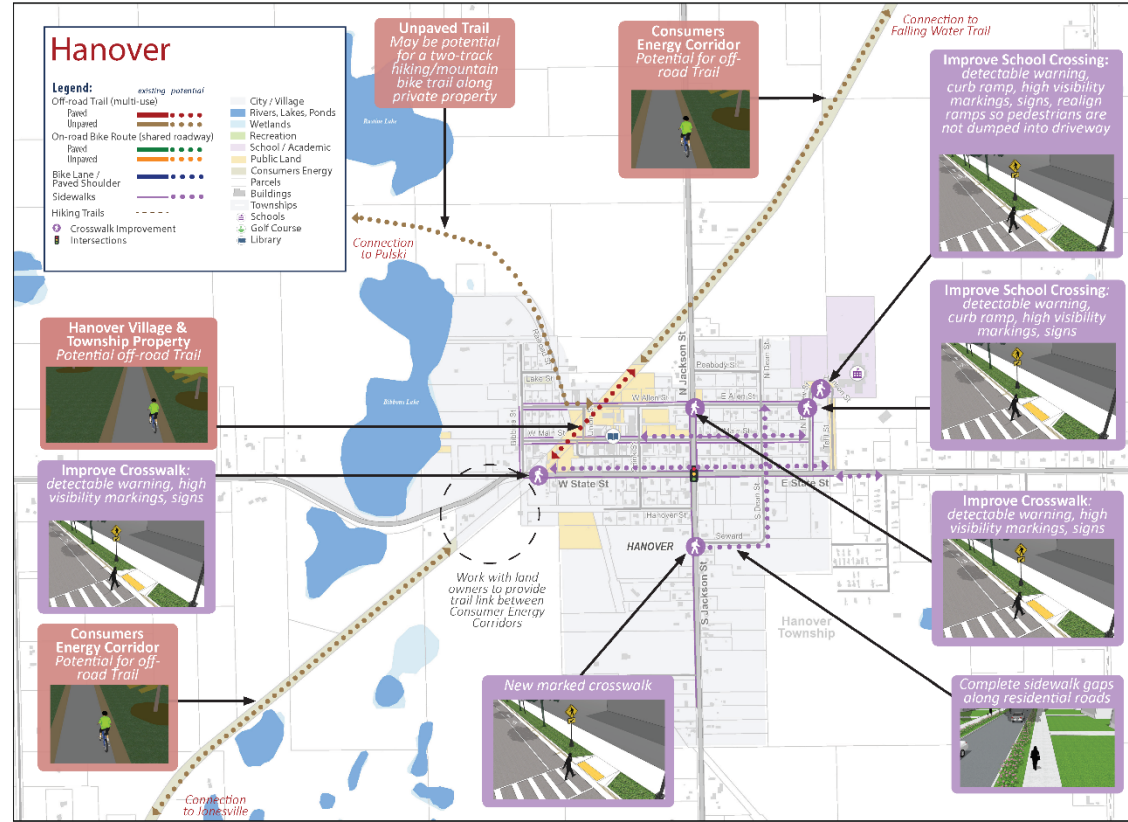 Hanover
Legend:
existing potential
Off-road Trail (multi-use)
Paved
Unpaved
On-road Bike Route (shared roadway)
Paved
Unpaved
Bike Lane /
Paved Shoulder
Sidewalks
Hiking Trails
Crosswalk Improvement
Intersections
City / Village
Rivers, Lakes, Ponds
Wetlands
Recreation
School / Academic
Public Land
Consumers Energy
Parcels
Buildings
Townships
Schools
Golf Course
Library
Unpaved Trail
May be potential
for a two-track
hiking/mountain
bike trail along
private property
Consumers
Energy Corridor
Potential for off-
road Trail
Connection to
Falling Water Trail
Improve School Crossing:
detectable warning,
curb ramp, high visibility
markings, signs, realign
ramps so pedestrians are
not dumped into driveway
Connection
to Pulski
Improve School Crossing:
detectable warning,
curb ramp, high visibility
markings, signs
Hanover Village &
Township Property
Potential off-road Trail
Bibbins Lake
Railroad St
Lake St
Bibbins St
W Allen St
W Main St
N Jackson St
Peabody St
N Dean St
E Allen St
W State St
E State St
Hanover St
S Dean St
Seward
HANOVER
S Jackson St
Hanover
Township
Improve Crosswalk:
detectable warning, high
visibility markings, signs
Improve Crosswalk:
detectable warning, high
visibility markings, signs
Work with land
owners to provide
trail link between
Consumer Energy
Corridors
Consumers
Energy Corridor
Potential for off-
road Trail
New marked crosswalk
Complete sidewalk gaps
along residential roads
Connection
to Jonesville